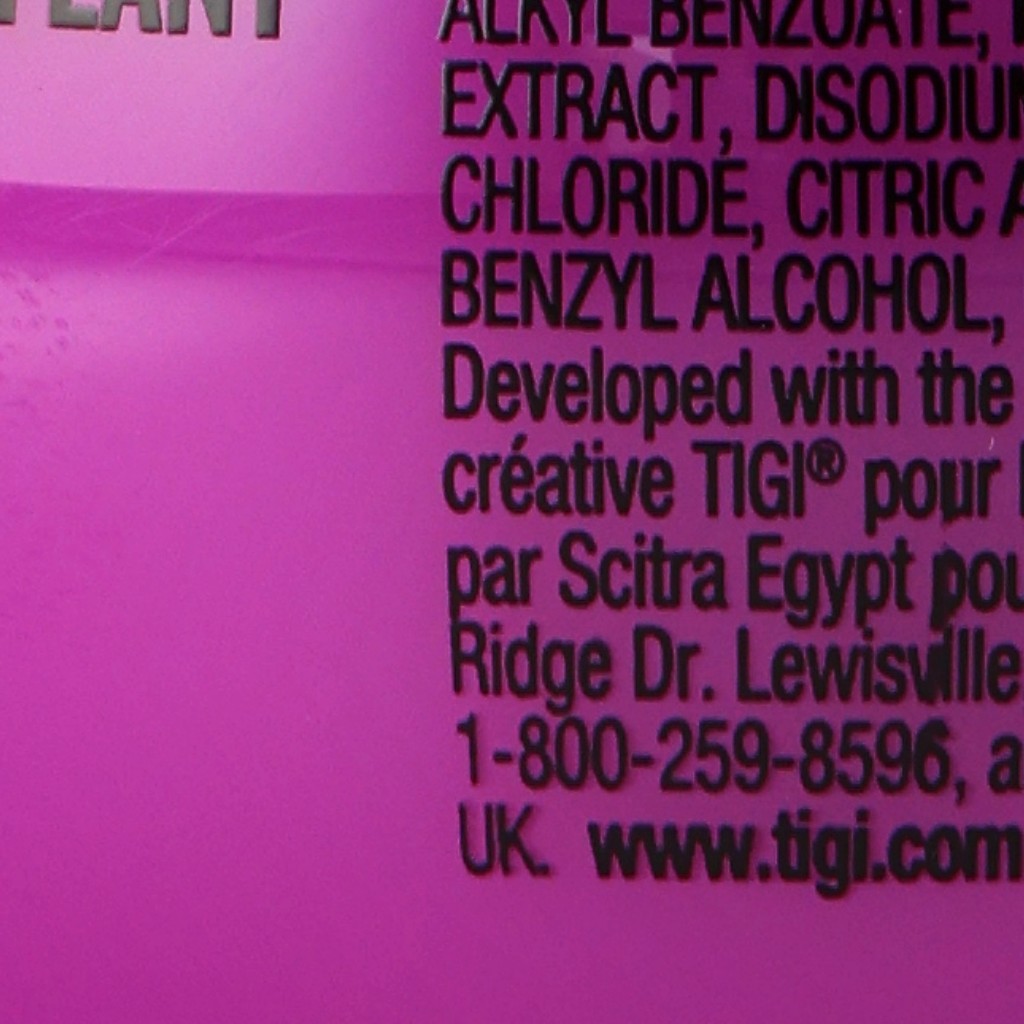 ALKYL BENZOATE,
EXTRACT, DISODIUM
CHLORIDE, CITRIC A
BENZYL ALCOHOL,
Developed with the
créative TIGI® pour
par Scitra Egypt pou
Ridge Dr. Lewisville
1-800-259-8596, a
UK. www.tigi.com